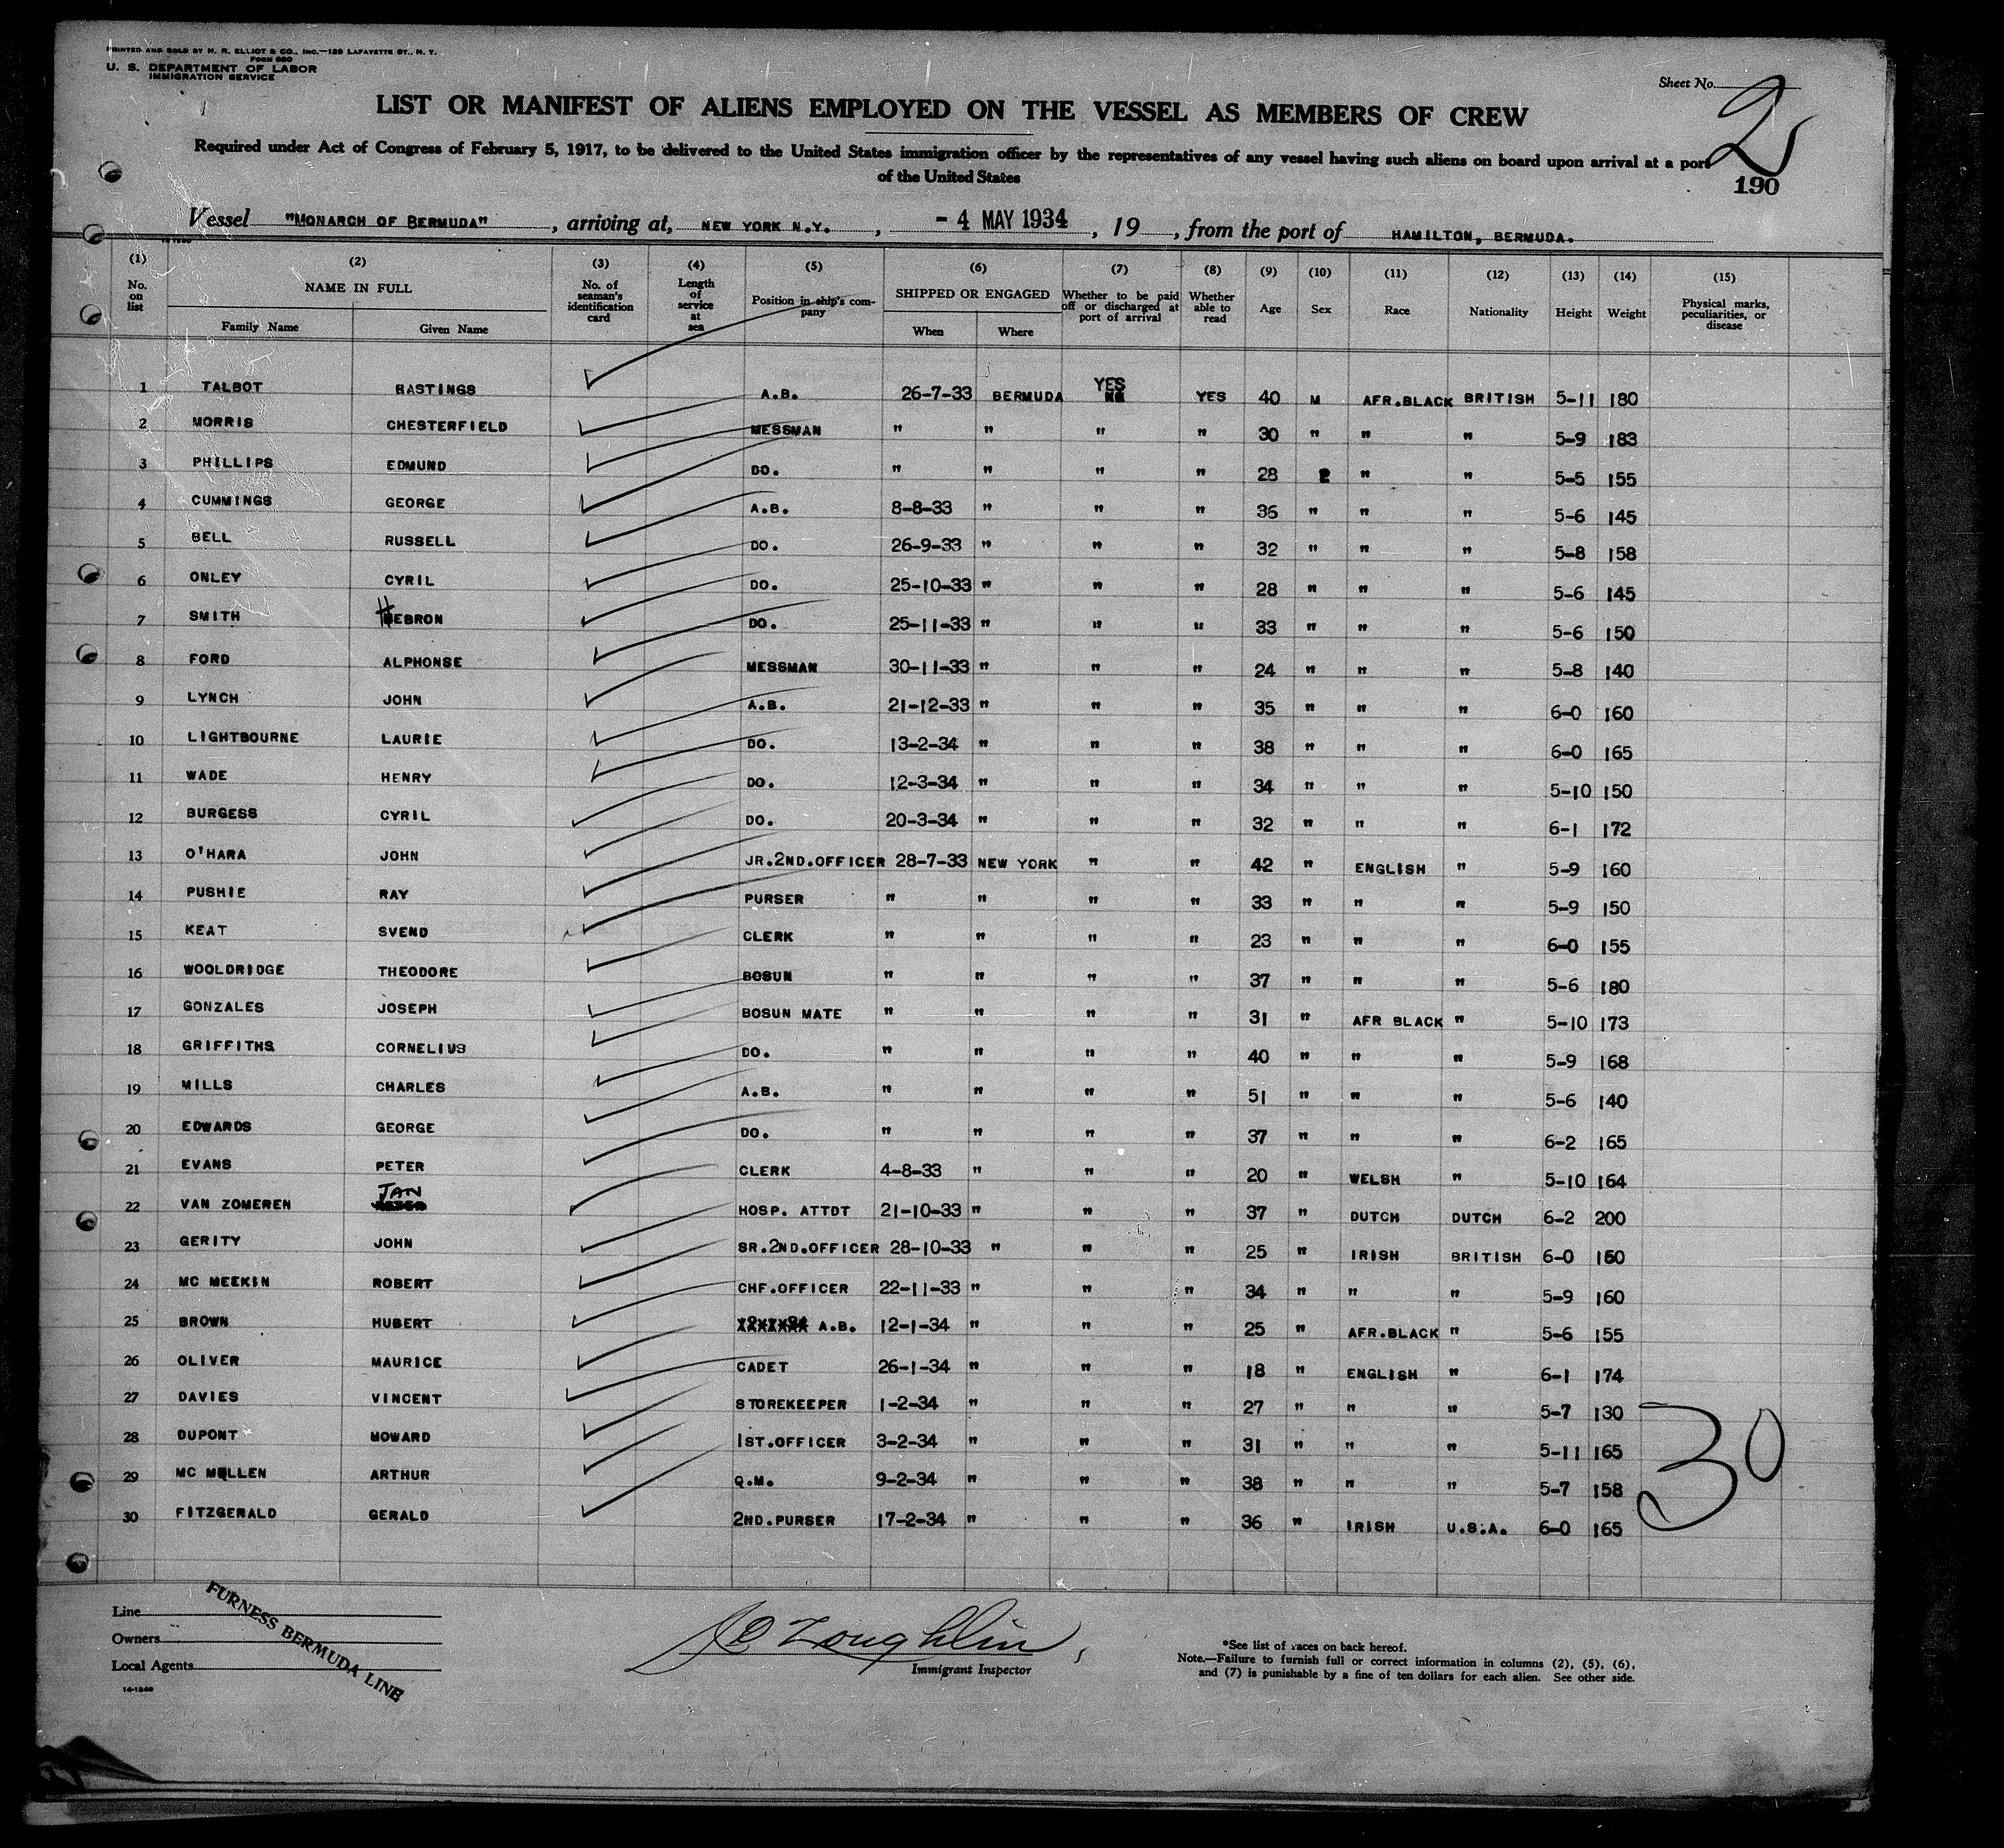 PRINTED AND SOLD BY N. R. ELLIOT & CO., INC.—129 LAFAYETTE ST., N. Y.
FORM 680
U. S. DEPARTMENT OF LABOR
IMMIGRATION SERVICE
Sheet No. 2
LIST OR MANIFEST OF ALIENS EMPLOYED ON THE VESSEL AS MEMBERS OF CREW
Required under Act of Congress of February 5, 1917, to be delivered to the United States immigration officer by the representatives of any vessel having such aliens on board upon arrival at a port
of the United States
190
Vessel "MONARCH OF BERMUDA", arriving at, NEW YORK N.Y., - 4 MAY 1934, 19 , from the port of HAMILTON, BERMUDA.
(1) No. on list (2) NAME IN FULL Family Name Given Name (3) No. of seaman's identification card (4) Length of service at sea (5) Position in ship's company (6) SHIPPED OR ENGAGED When Where (7) Whether to be paid off or discharged at port of arrival (8) Whether able to read (9) Age (10) Sex (11) Race (12) Nationality (13) Height (14) Weight (15) Physical marks, peculiarities, or disease
1 TALBOT HASTINGS A.B. 26-7-33 BERMUDA YES YES 40 M AFR.BLACK BRITISH 5-11 180
2 MORRIS CHESTERFIELD MESSMAN " " " " 30 " " " 5-9 183
3 PHILLIPS EDMUND DO. " " " " 28 " " 5-5 155
4 CUMMINGS GEORGE A.B. 8-8-33 " " " 36 " " " 5-6 145
5 BELL RUSSELL DO. 26-9-33 " " " 32 " " " 5-8 158
6 ONLEY CYRIL DO. 25-10-33 " " " 28 " " " 5-6 145
7 SMITH HEBRON DO. 25-11-33 " " " 33 " " " 5-6 150
8 FORD ALPHONSE MESSMAN 30-11-33 " " " 24 " " " 5-8 140
9 LYNCH JOHN A.B. 21-12-33 " " " 35 " " " 6-0 160
10 LIGHTBOURNE LAURIE DO. 13-2-34 " " " 38 " " " 6-0 165
11 WADE HENRY DO. 12-3-34 " " " 34 " " " 5-10 150
12 BURGESS CYRIL DO. 20-3-34 " " " 32 " " " 6-1 172
13 O'HARA JOHN JR.2ND.OFFICER 28-7-33 NEW YORK " " 42 " ENGLISH " 5-9 160
14 PUSHIE RAY PURSER " " " " 33 " " " 5-9 150
15 KEAT SVEND CLERK " " " " 23 " " " 6-0 155
16 WOOLDRIDGE THEODORE BOSUN " " " " 37 " " " 5-6 180
17 GONZALES JOSEPH BOSUN MATE " " " " 31 " AFR BLACK " 5-10 173
18 GRIFFITHS CORNELIUS DO. " " " " 40 " " " 5-9 168
19 MILLS CHARLES A.B. " " " " 51 " " " 5-6 140
20 EDWARDS GEORGE DO. " " " " 37 " " " 6-2 165
21 EVANS PETER CLERK 4-8-33 " " " 20 " WELSH " 5-10 164
22 VAN ZOMEREN JAN HOSP. ATTDT 21-10-33 " " " 37 " DUTCH DUTCH 6-2 200
23 GERITY JOHN SR.2ND.OFFICER 28-10-33 " " " 25 " IRISH BRITISH 6-0
24 MC MEEKIN ROBERT CHF.OFFICER 22-11-33 " " " 34 " " " 5-9 160
25 BROWN HUBERT A.B. 12-1-34 " " " 25 " AFR.BLACK " 5-6 155
26 OLIVER MAURICE CADET 26-1-34 " " " 18 " ENGLISH " 6-1 174
27 DAVIES VINCENT STOREKEEPER 1-2-34 " " " 27 " " " 5-7 130
28 DUPONT HOWARD 1ST.OFFICER 3-2-34 " " " 31 " " " 5-11 165
29 MC MULLEN ARTHUR Q.M. 9-2-34 " " " 38 " " " 5-7 158
30 FITZGERALD GERALD 2ND.PURSER 17-2-34 " " " 36 " IRISH U.S.A. 6-0 165
30
Line
Owners
Local Agents
FURNESS BERMUDA LINE
14-1240
Immigrant Inspector
*See list of races on back hereof.
Note.—Failure to furnish full or correct information in columns (2), (5), (6),
and (7) is punishable by a fine of ten dollars for each alien. See other side.